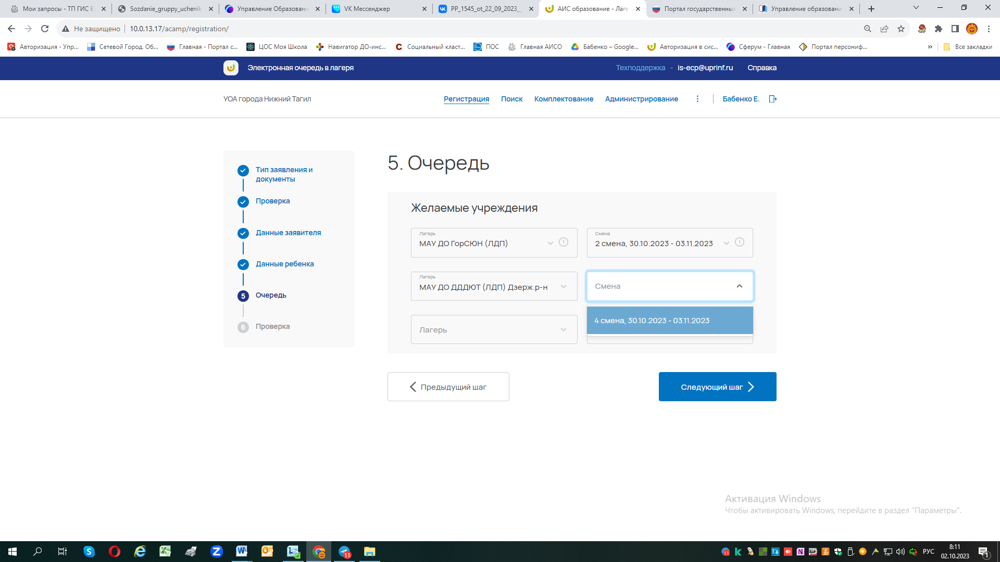 Мои запросы - ТП ГИС Е
Sozdanie_gruppy_uchenik
Управление Образовани
VK Мессенджер
PP_1545_ot_22_09_2023_
АИС образование - Лаге
Портал государственных
Управление образовани
Не защищено
10.0.13.17/acamp/registration/
Авторизация - Упр...
Сетевой Город. Об...
Главная - Портал с...
ЦОС Моя Школа
Навигатор ДО-инс...
Социальный класт...
ПОС
Главная АИСО
Бабенко – Google...
Авторизация в сис...
Сферум - Главная
Портал персониф...
»
Все закладки
Электронная очередь в лагеря
Техподдержка - is-ecp@uprinf.ru
Справка
УОА города Нижний Тагил
Регистрация
Поиск
Комплектование
Администрирование
Бабенко Е.
Тип заявления и
документы
Проверка
Данные заявителя
Данные ребенка
5 Очередь
6 Проверка
5. Очередь
Желаемые учреждения
Лагерь
МАУ ДО ГорСЮН (ЛДП)
Смена
2 смена, 30.10.2023 - 03.11.2023
Лагерь
МАУ ДО ДДДЮТ (ЛДП) Дзерж.р-н
Смена
4 смена, 30.10.2023 - 03.11.2023
Лагерь
Предыдущий шаг
Следующий шаг
Активация Windows
Чтобы активировать Windows, перейдите в раздел "Параметры".
11
11
РУС
8:11
02.10.2023
1